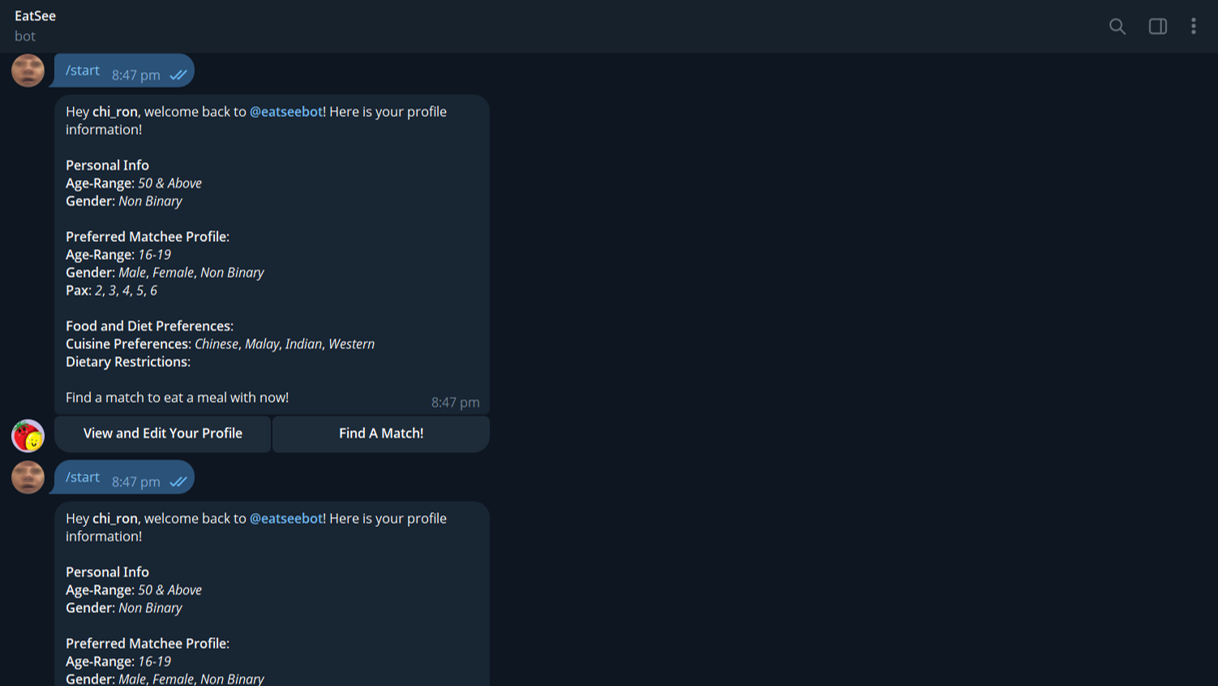 EatSee
bot
/start 8:47 pm
Hey chi_ron, welcome back to @eatseebot! Here is your profile
information!
Personal Info
Age-Range: 50 & Above
Gender: Non Binary
Preferred Matchee Profile:
Age-Range: 16-19
Gender: Male, Female, Non Binary
Pax: 2, 3, 4, 5, 6
Food and Diet Preferences:
Cuisine Preferences: Chinese, Malay, Indian, Western
Dietary Restrictions:
Find a match to eat a meal with now!
8:47 pm
View and Edit Your Profile
Find A Match!
/start 8:47 pm
Hey chi_ron, welcome back to @eatseebot! Here is your profile
information!
Personal Info
Age-Range: 50 & Above
Gender: Non Binary
Preferred Matchee Profile:
Age-Range: 16-19
Gender: Male, Female, Non Binary